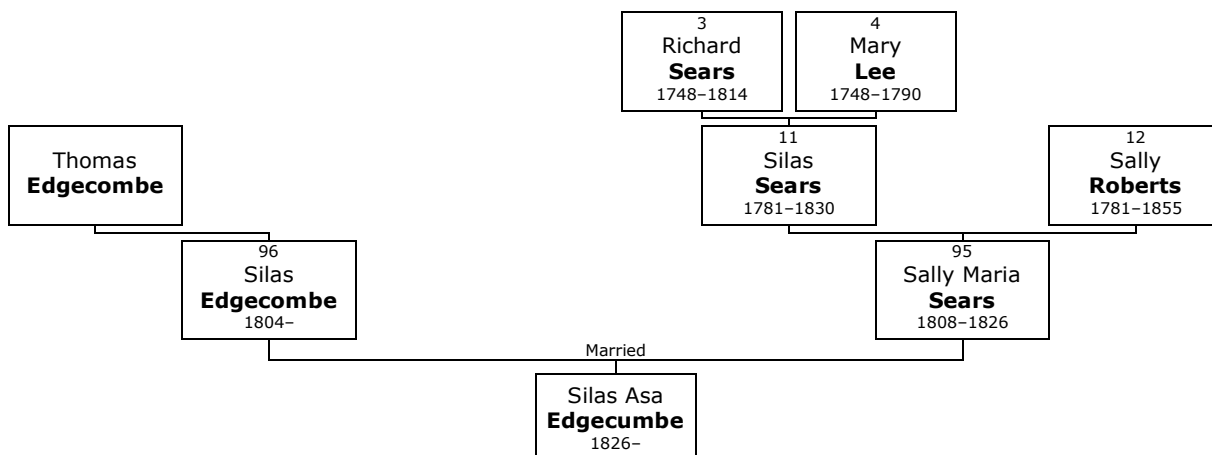 3
Richard
Sears
1748–1814
4
Mary
Lee
1748–1790
Thomas
Edgecombe
11
Silas
Sears
1781–1830
12
Sally
Roberts
1781–1855
96
Silas
Edgecombe
1804–
95
Sally Maria
Sears
1808–1826
Married
Silas Asa
Edgecumbe
1826–